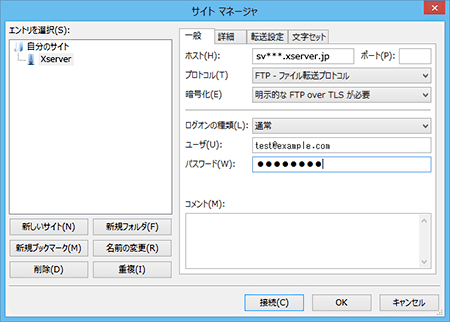 サイト マネージャ
エントリを選択(S):
自分のサイト
Xserver
新しいサイト(N)
新規フォルダ(F)
新規ブックマーク(M)
名前の変更(R)
削除(D)
重複(I)
一般
詳細
転送設定
文字セット
ホスト(H):
sv***.xserver.jp
ポート(P):
プロトコル(T)
FTP - ファイル転送プロトコル
暗号化(E)
明示的な FTP over TLS が必要
ログオンの種類(L):
通常
ユーザ(U):
test@example.com
パスワード(W):
●●●●●●●●
コメント(M):
接続(C)
OK
キャンセル